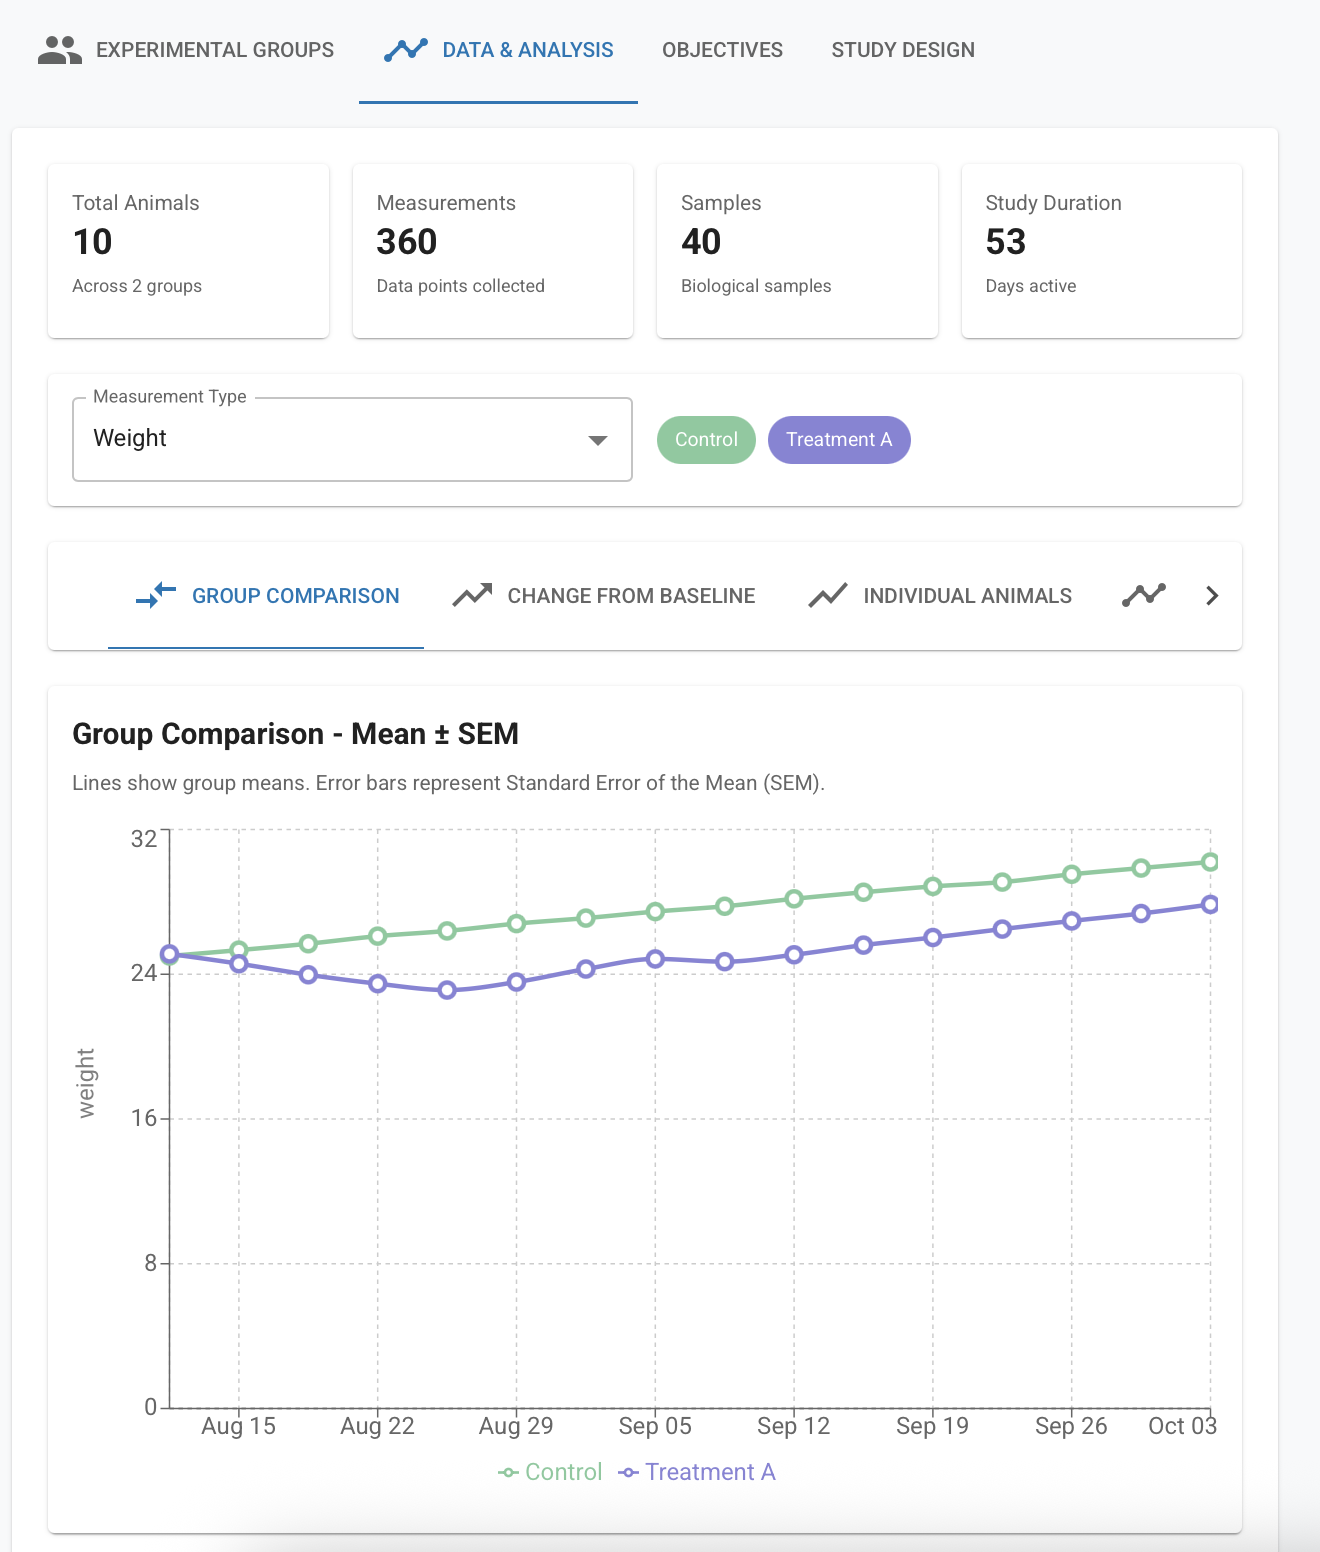 EXPERIMENTAL GROUPS
DATA & ANALYSIS
OBJECTIVES
STUDY DESIGN
Total Animals
10
Across 2 groups
Measurements
360
Data points collected
Samples
40
Biological samples
Study Duration
53
Days active
Measurement Type
Weight
Control
Treatment A
GROUP COMPARISON
CHANGE FROM BASELINE
INDIVIDUAL ANIMALS
Group Comparison - Mean ± SEM
Lines show group means. Error bars represent Standard Error of the Mean (SEM).
32
24
16
8
0
weight
Aug 15
Aug 22
Aug 29
Sep 05
Sep 12
Sep 19
Sep 26
Oct 03
Control
Treatment A